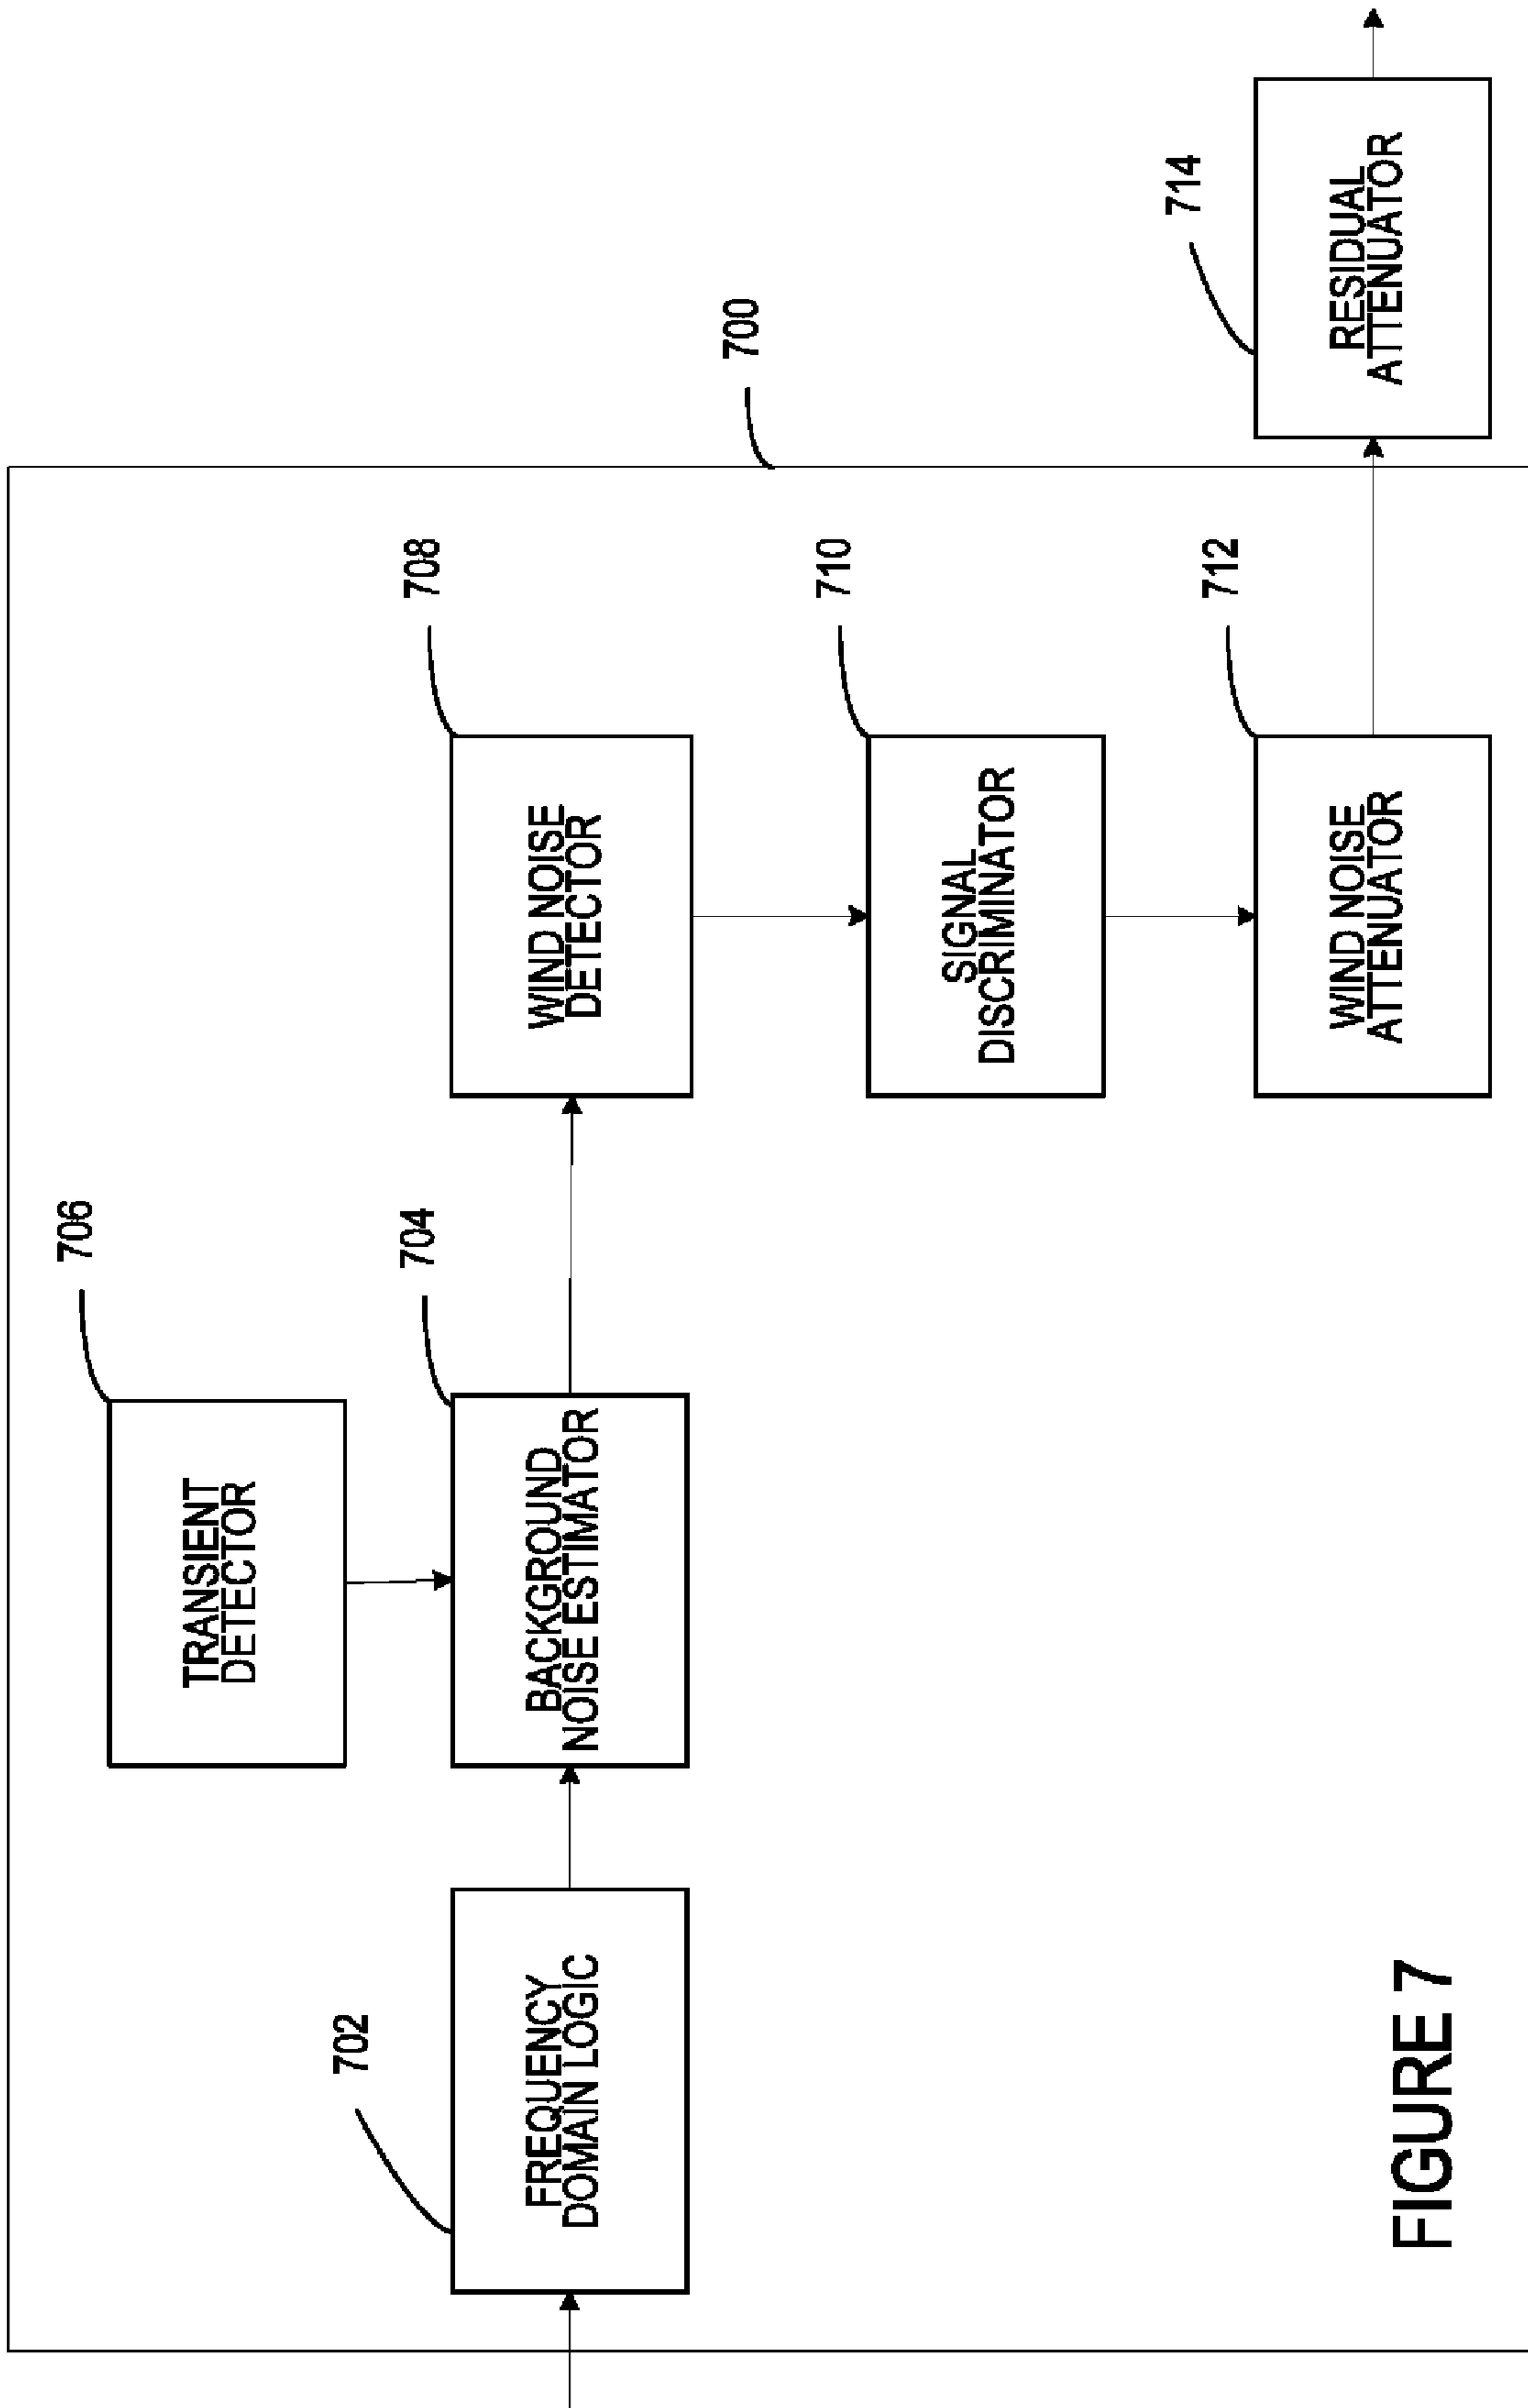 706
TRANSIENT
DETECTOR
702
FREQUENCY
DOMAIN LOGIC
704
BACKGROUND
NOISE ESTIMATOR
708
WIND NOISE
DETECTOR
700
710
SIGNAL
DISCRIMINATOR
712
WIND NOISE
ATTENUATOR
714
RESIDUAL
ATTENUATOR
FIGURE 7